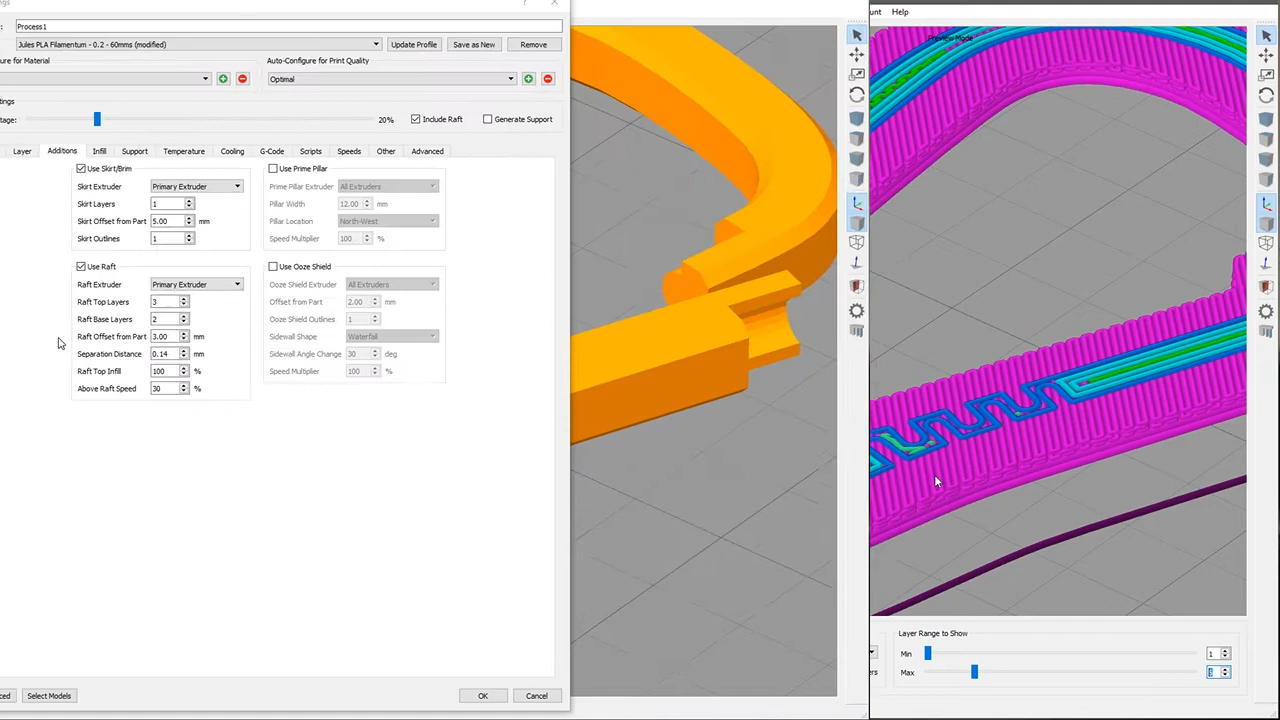 Process1
Jules PLA Filamentum - 0.2 - 60mms (modified)
Update Profile
Save as New
Remove
ure for Material
Auto-Configure for Print Quality
Optimal
tings
tage:
20%
Include Raft
Generate Support
Layer
Additions
Infill
Temperature
Cooling
G-Code
Scripts
Speeds
Other
Advanced
Use Skirt/Brim
Skirt Extruder
Primary Extruder
Skirt Layers
Skirt Offset from Part
5.00
mm
Skirt Outlines
Use Prime Pillar
Prime Pillar Extruder
All Extruders
Pillar Width
12.00
mm
Pillar Location
North-West
Speed Multiplier
100
%
Use Raft
Raft Extruder
Primary Extruder
Raft Top Layers
Raft Base Layers
Raft Offset from Part
3.00
mm
Separation Distance
0.14
mm
Raft Top Infill
100
%
Above Raft Speed
30
%
Use Ooze Shield
Ooze Shield Extruder
All Extruders
Offset from Part
2.00
mm
Ooze Shield Outlines
1
Sidewall Shape
Waterfall
Sidewall Angle Change
30
deg
Speed Multiplier
100
%
ced
Select Models
OK
Cancel
unt
Help
Preview Mode
Layer Range to Show
Min
1
Max
ers